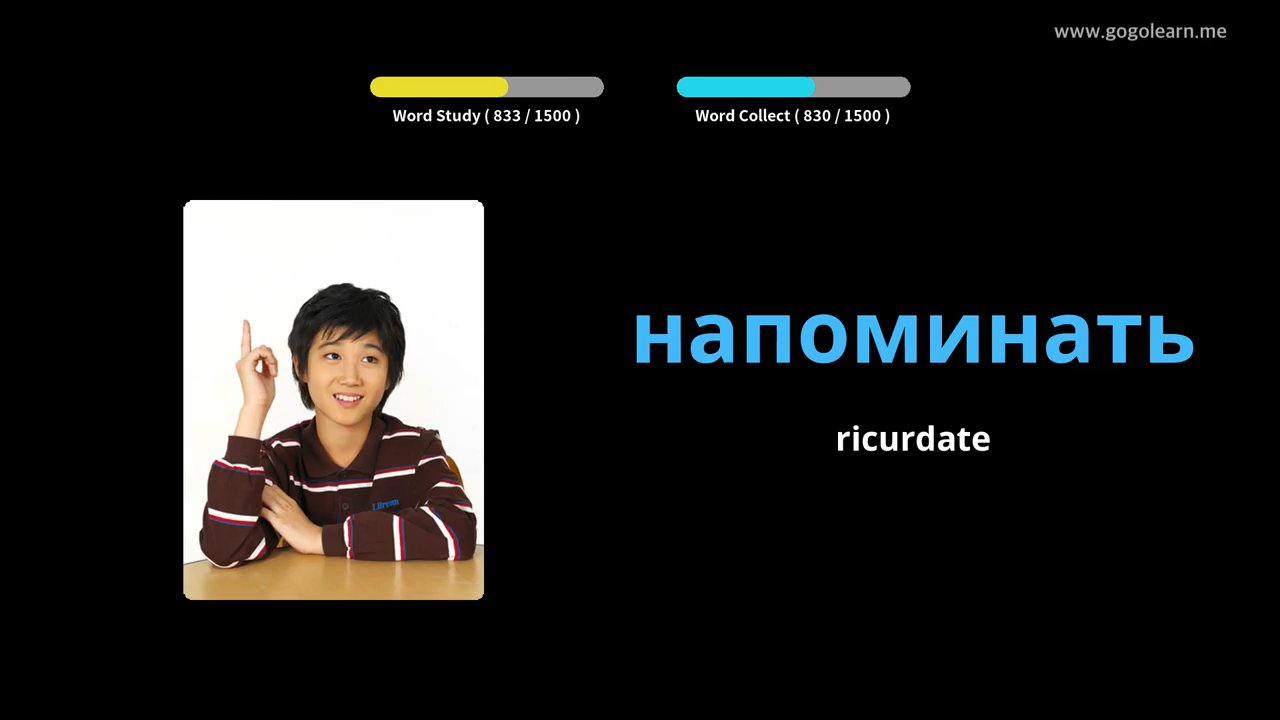 www.gogolearn.me
Word Study ( 833 / 1500 )
Word Collect ( 830 / 1500 )
напоминать
ricurdate